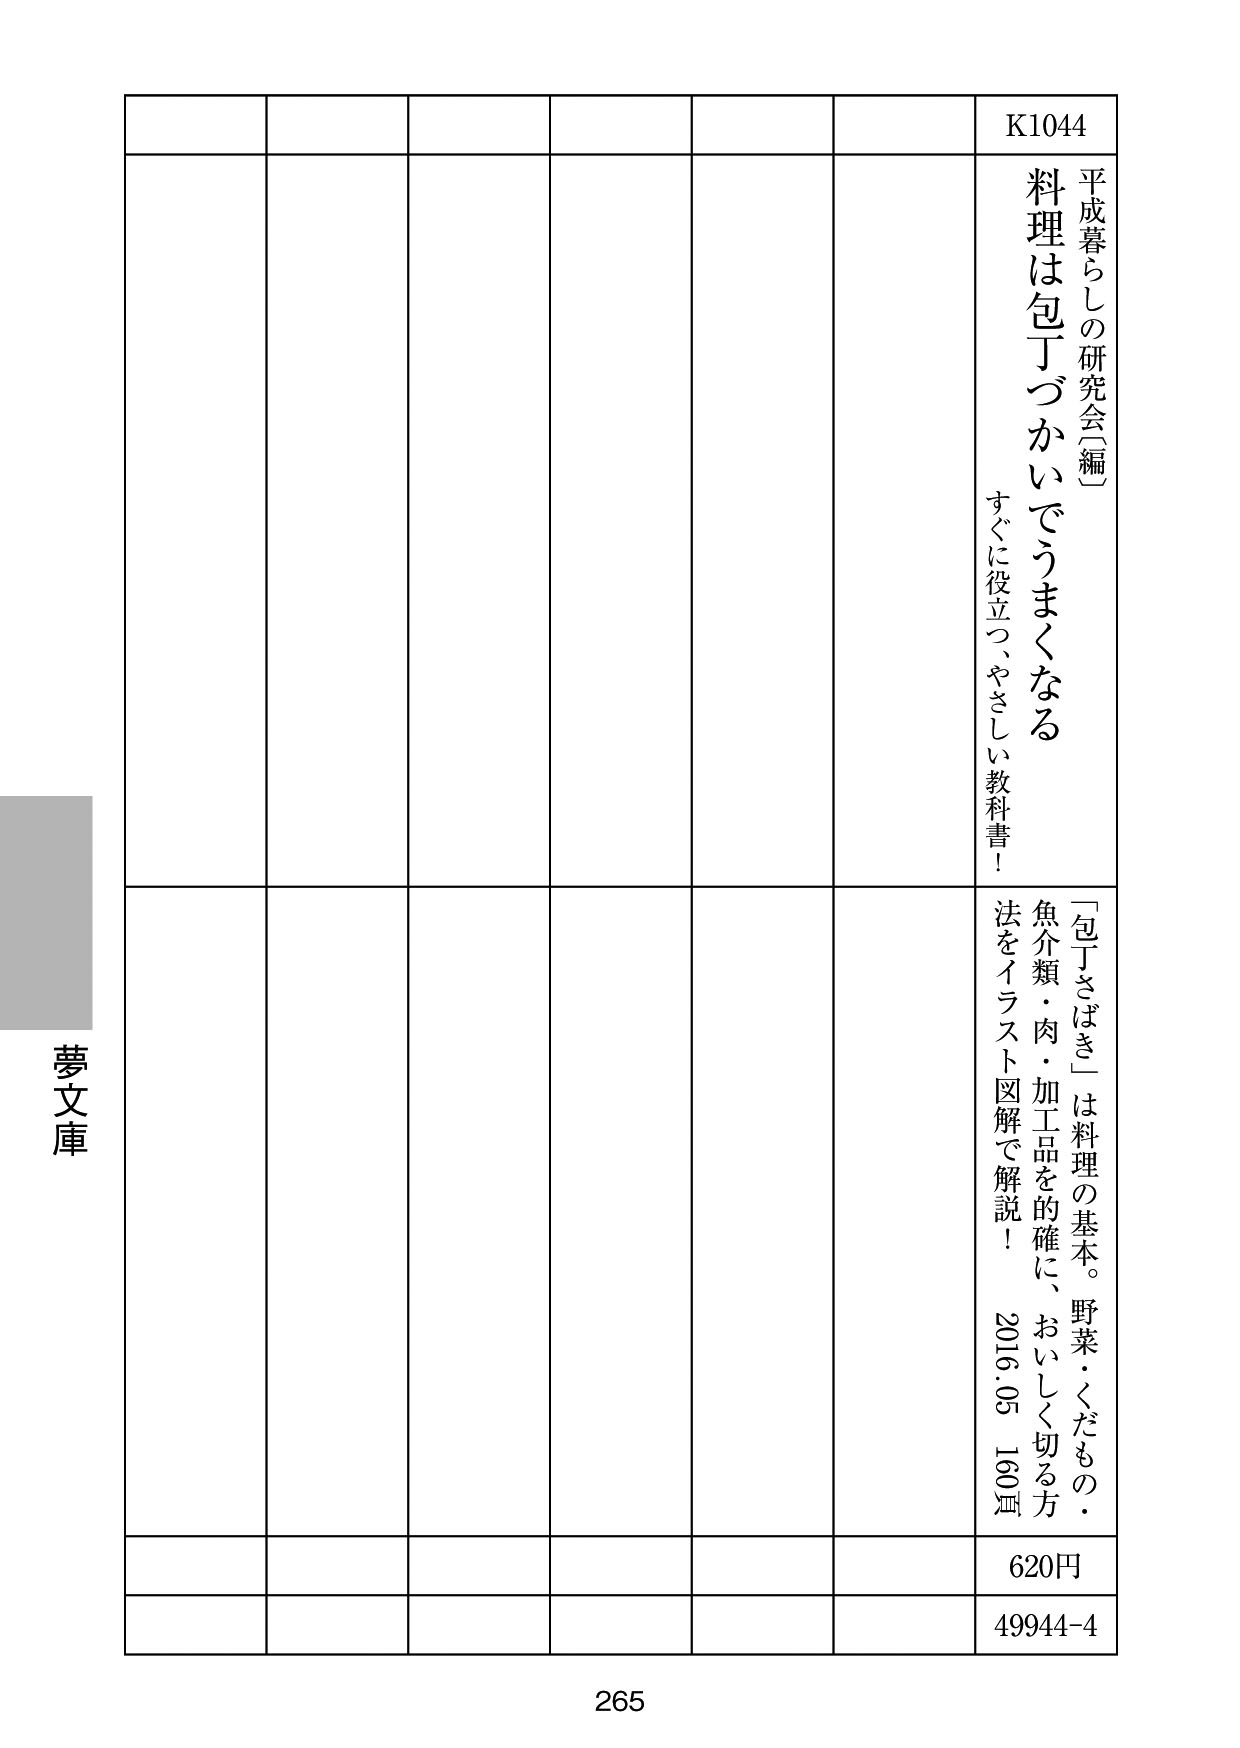 K1044
平成暮らしの研究会〔編〕
料理は包丁づかいでうまくなる
すぐに役立つ、やさしい教科書！
「包丁さばき」は料理の基本。野菜・くだもの・
魚介類・肉・加工品を的確に、おいしく切る方
法をイラスト図解で解説！ 2016.05 160頁
620円
49944-4
夢文庫
265